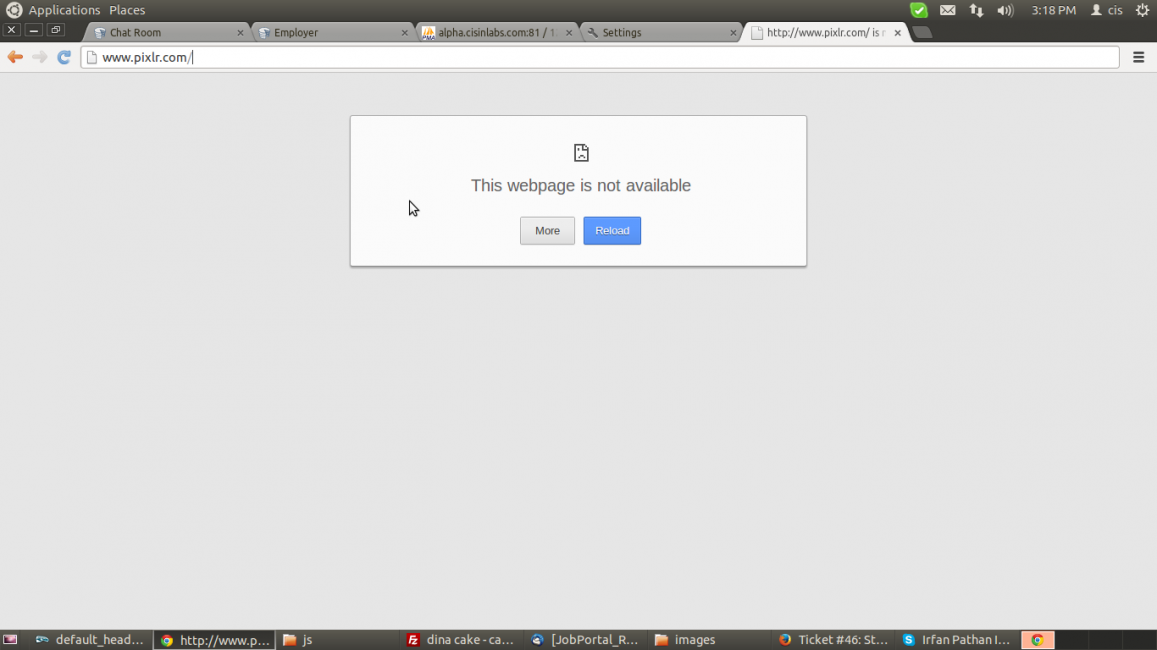 Applications Places 3:18 PM cis
Chat Room Employer alpha.cisinlabs.com:81 / 1. Settings http://www.pixlr.com/ is n
www.pixlr.com/
This webpage is not available
More Reload
default_head... http://www.p... js dina cake - ca... [JobPortal_R... images Ticket #46: St... Irfan Pathan I...